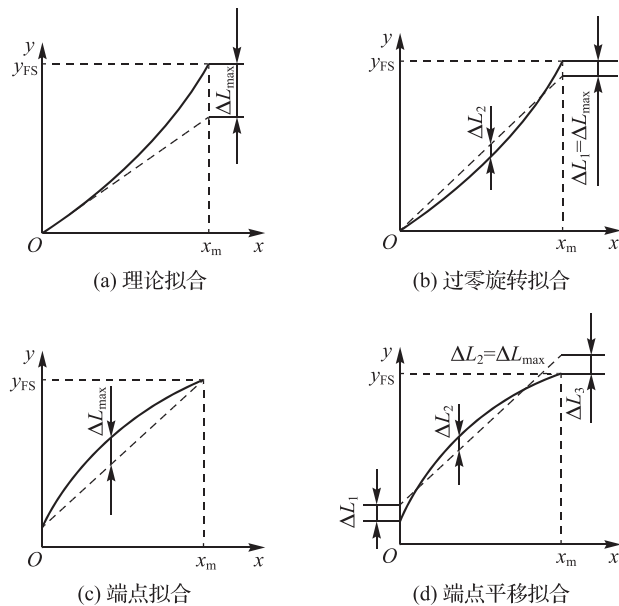 y
y_FS
ΔL_max
O
x_m
x
(a) 理论拟合
y
y_FS
ΔL_2
ΔL_1=ΔL_max
O
x_m
x
(b) 过零旋转拟合
y
y_FS
ΔL_max
O
x_m
x
(c) 端点拟合
y
ΔL_2=ΔL_max
y_FS
ΔL_2
ΔL_3
ΔL_1
O
x_m
x
(d) 端点平移拟合